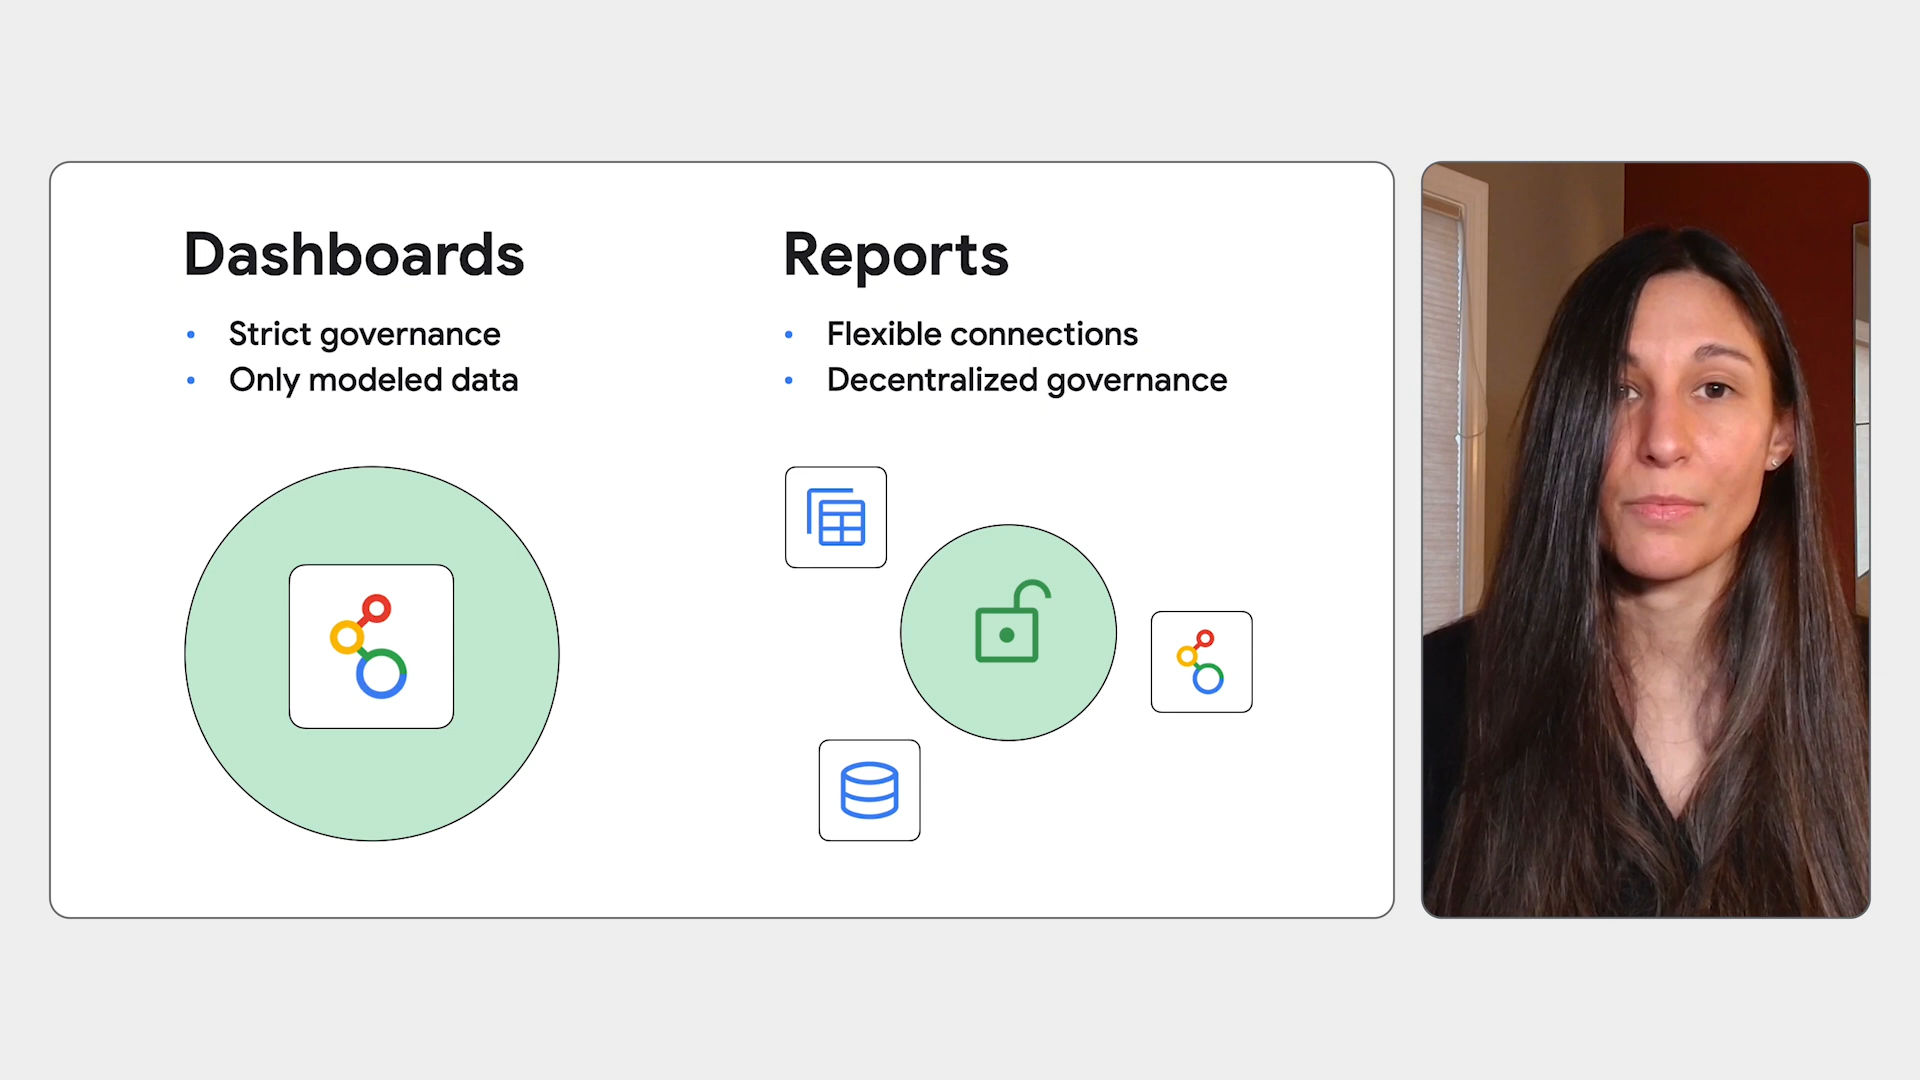 Dashboards
Strict governance
Only modeled data
Reports
Flexible connections
Decentralized governance